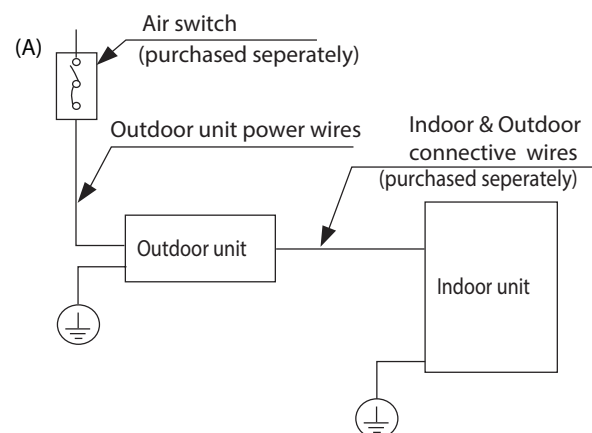 (A)
Air switch
(purchased seperately)
Outdoor unit power wires
Indoor & Outdoor
connective wires
(purchased seperately)
Outdoor unit
Indoor unit